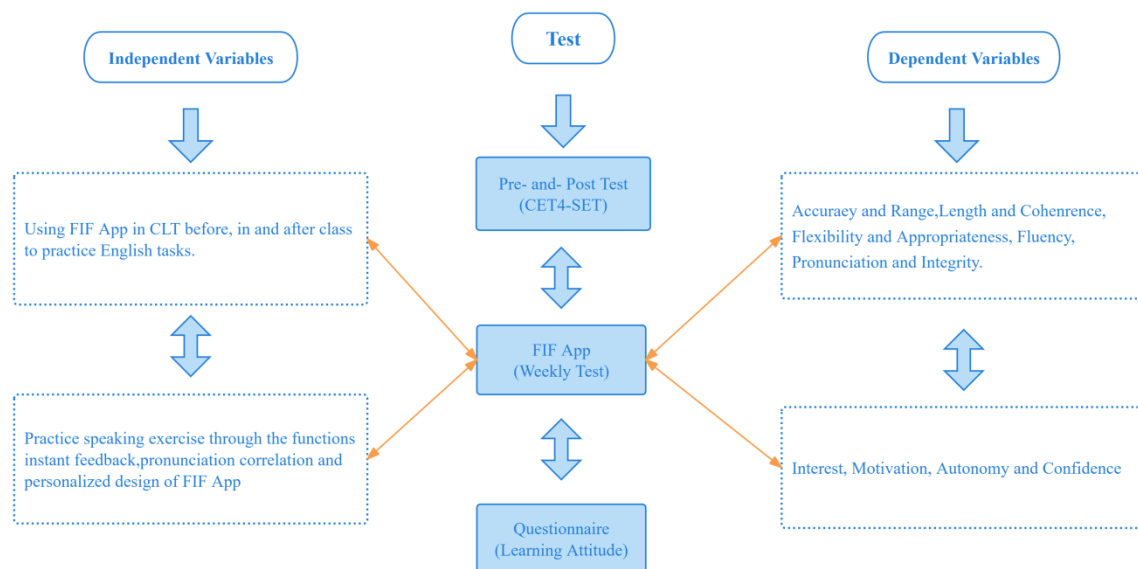 Independent Variables
Test
Dependent Variables
Using FIF App in CLT before, in and after class
to practice English tasks.
Pre- and- Post Test
(CET4-SET)
Accuraey and Range,Length and Cohenrence,
Flexibility and Appropriateness, Fluency,
Pronunciation and Integrity.
FIF App
(Weekly Test)
Practice speaking exercise through the functions
instant feedback,pronunciation correlation and
personalized design of FIF App
Interest, Motivation, Autonomy and Confidence
Questionnaire
(Learning Attitude)